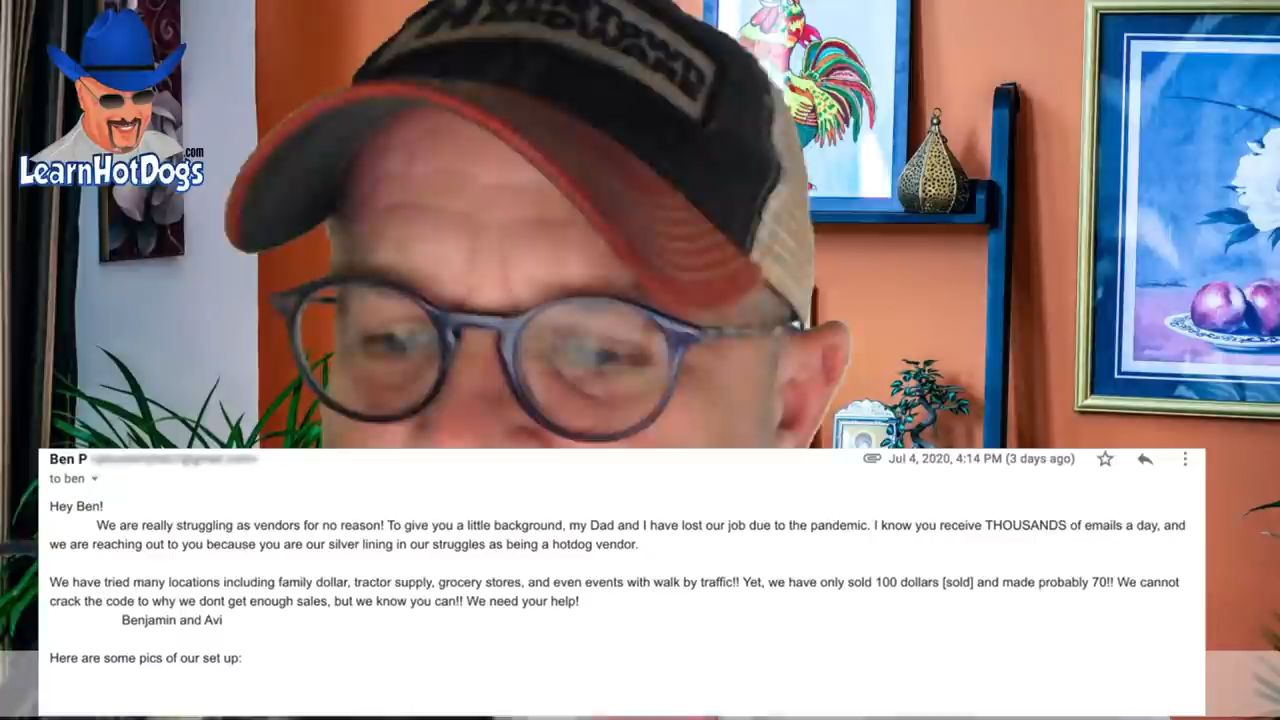 .com
LearnHotDogs
Ben P
Jul 4, 2020, 4:14 PM (3 days ago)
to ben
Hey Ben!
We are really struggling as vendors for no reason! To give you a little background, my Dad and I have lost our job due to the pandemic. I know you receive THOUSANDS of emails a day, and
we are reaching out to you because you are our silver lining in our struggles as being a hotdog vendor.
We have tried many locations including family dollar, tractor supply, grocery stores, and even events with walk by traffic!! Yet, we have only sold 100 dollars [sold] and made probably 70!! We cannot
crack the code to why we dont get enough sales, but we know you can!! We need your help!
Benjamin and Avi
Here are some pics of our set up: